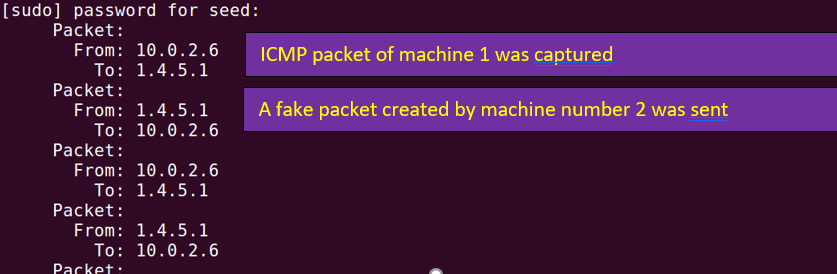 [sudo] password for seed:
Packet:
From: 10.0.2.6
To: 1.4.5.1
ICMP packet of machine 1 was captured
Packet:
From: 1.4.5.1
To: 10.0.2.6
A fake packet created by machine number 2 was sent
Packet:
From: 10.0.2.6
To: 1.4.5.1
Packet:
From: 1.4.5.1
To: 10.0.2.6
Packet: